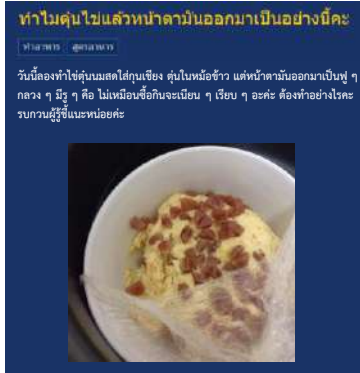 ทำไมตุ๋นไข่แล้วหน้าตามันออกมาเป็นอย่างนี้คะ
ทำอาหาร สูตรอาหาร
วันนี้ลองทำไข่ตุ๋นนมสดใส่กุนเชียง ตุ๋นในหม้อข้าว แต่หน้าตามันออกมาเป็นฟู ๆ
กลวง ๆ มีรู ๆ คือ ไม่เหมือนซื้อกินจะเนียน ๆ เรียบ ๆ อะค่ะ ต้องทำอย่างไรคะ
รบกวนผู้รู้ชี้แนะหน่อยค่ะ